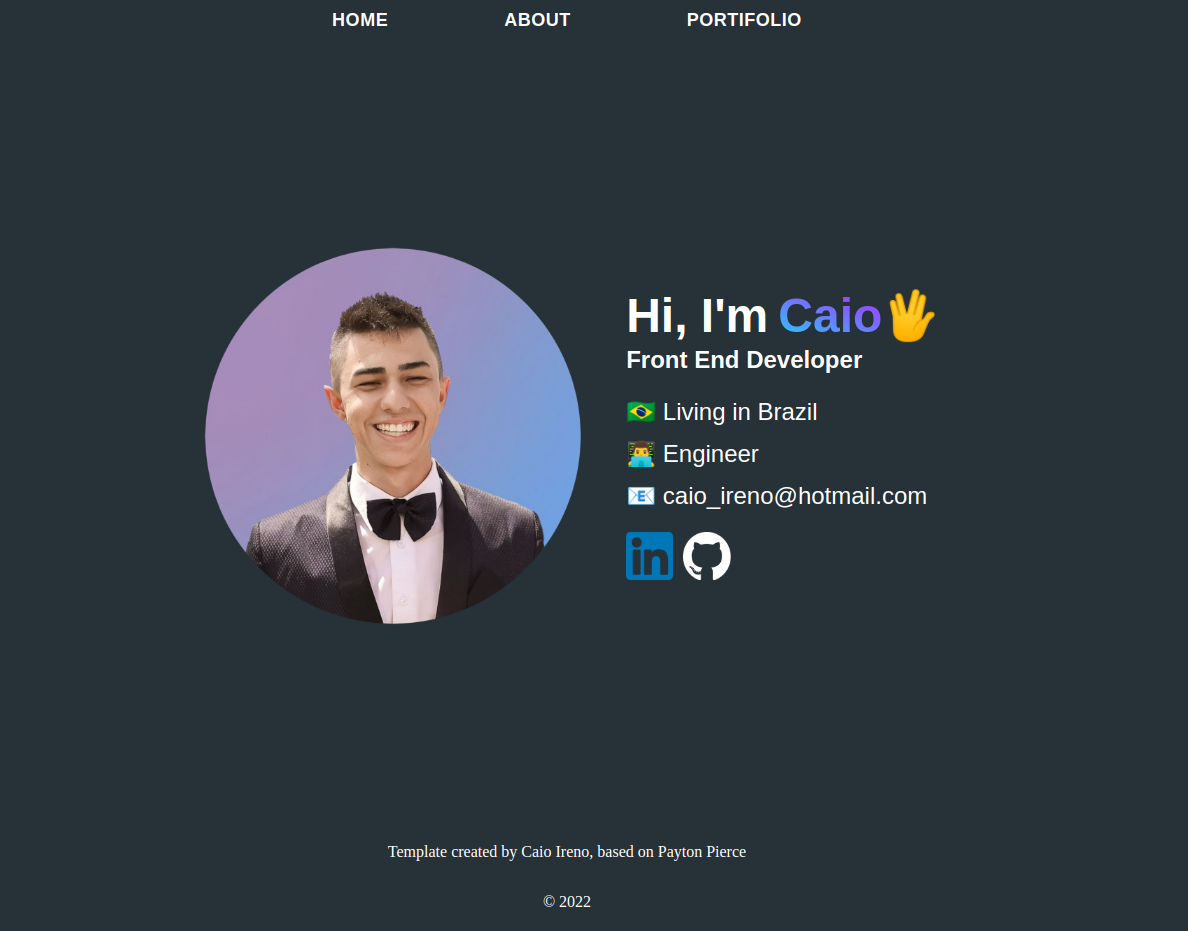 HOME ABOUT PORTIFOLIO
Hi, I'm Caio🖖
Front End Developer
🇧🇷 Living in Brazil
👨‍💻 Engineer
📧 caio_ireno@hotmail.com
in
Template created by Caio Ireno, based on Payton Pierce
© 2022